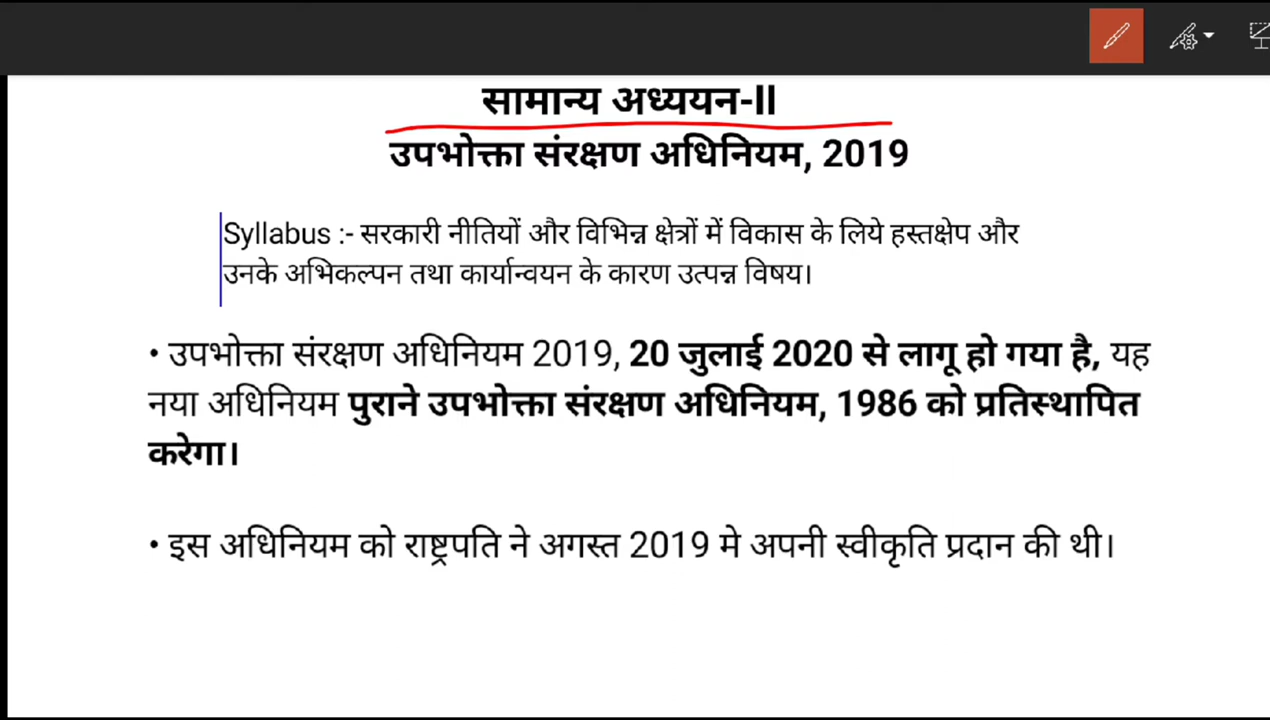 सामान्य अध्ययन-II
उपभोक्ता संरक्षण अधिनियम, 2019
Syllabus :- सरकारी नीतियों और विभिन्न क्षेत्रों में विकास के लिये हस्तक्षेप और
उनके अभिकल्पन तथा कार्यान्वयन के कारण उत्पन्न विषय।
• उपभोक्ता संरक्षण अधिनियम 2019, 20 जुलाई 2020 से लागू हो गया है, यह
नया अधिनियम पुराने उपभोक्ता संरक्षण अधिनियम, 1986 को प्रतिस्थापित
करेगा।
• इस अधिनियम को राष्ट्रपति ने अगस्त 2019 मे अपनी स्वीकृति प्रदान की थी।